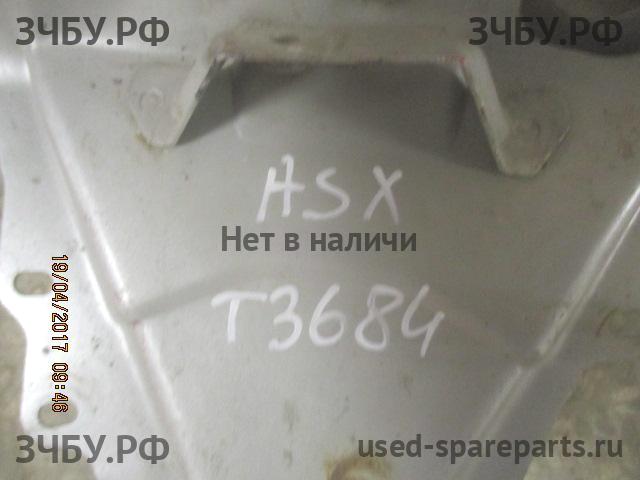 ЗЧБУ.РФ
ЗЧБУ.РФ
ASX
Нет в наличи
T3684
19/04/2017 09:46
ЗЧБУ.РФ
used-spareparts.ru